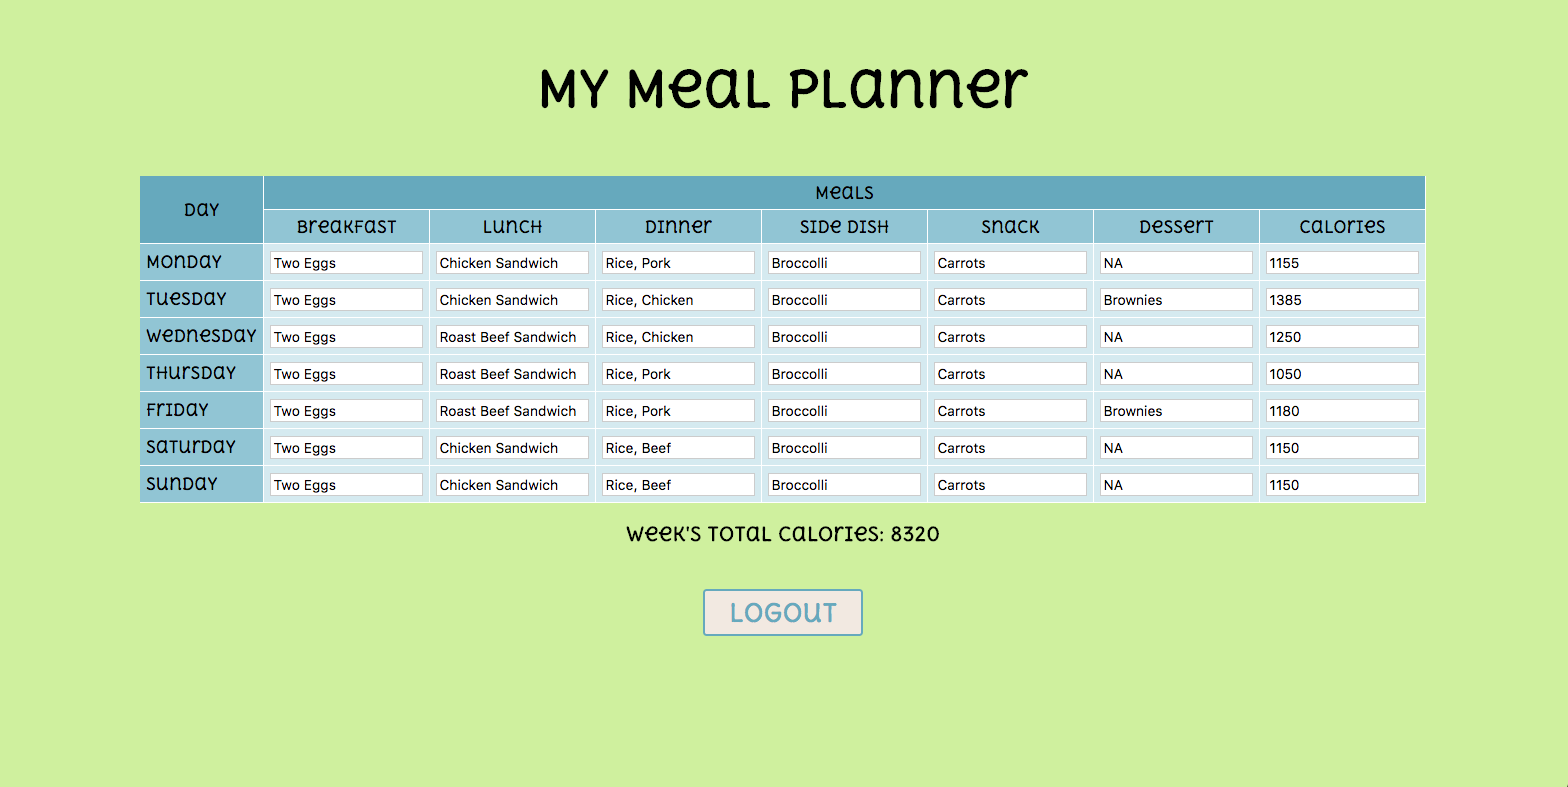 My Meal Planner
Day Meals
Breakfast Lunch Dinner Side Dish Snack Dessert Calories
Monday Two Eggs Chicken Sandwich Rice, Pork Broccolli Carrots NA 1155
Tuesday Two Eggs Chicken Sandwich Rice, Chicken Broccolli Carrots Brownies 1385
Wednesday Two Eggs Roast Beef Sandwich Rice, Chicken Broccolli Carrots NA 1250
Thursday Two Eggs Roast Beef Sandwich Rice, Pork Broccolli Carrots NA 1050
Friday Two Eggs Roast Beef Sandwich Rice, Pork Broccolli Carrots Brownies 1180
Saturday Two Eggs Chicken Sandwich Rice, Beef Broccolli Carrots NA 1150
Sunday Two Eggs Chicken Sandwich Rice, Beef Broccolli Carrots NA 1150
Week's Total Calories: 8320
Logout